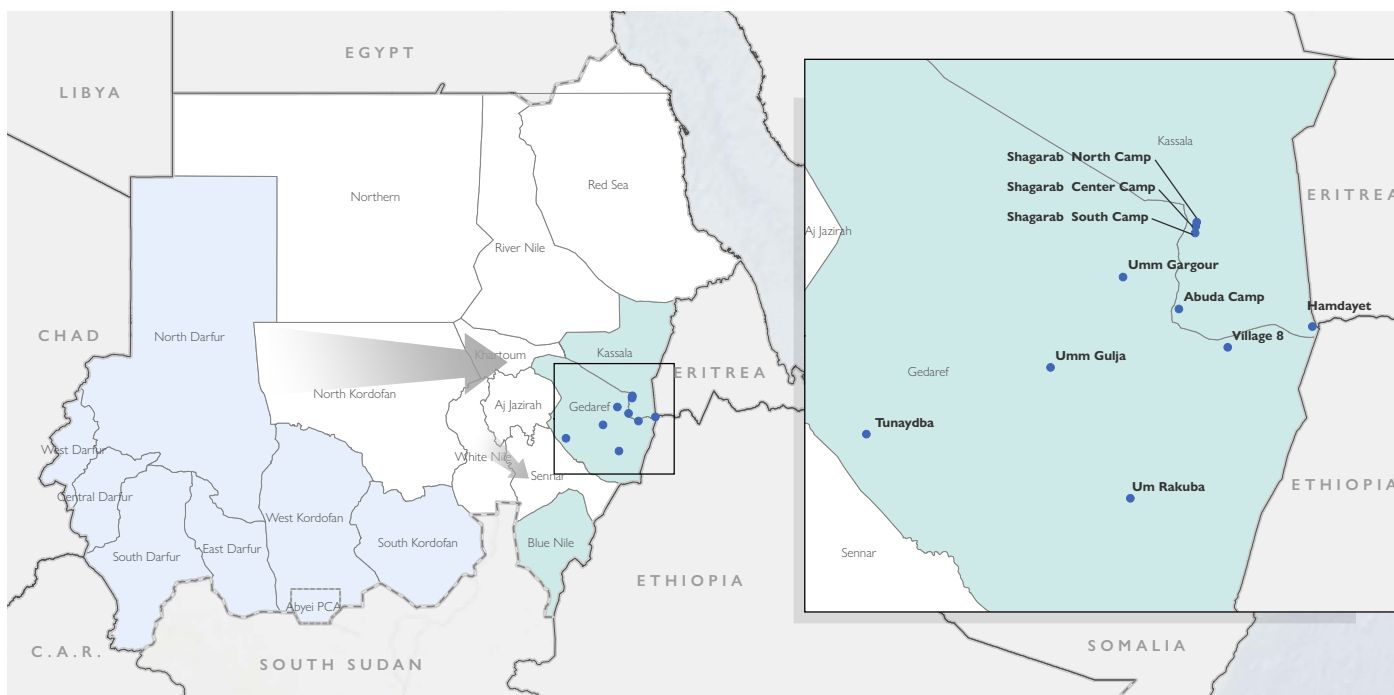 EGYPT
LIBYA
Northern
Red Sea
River Nile
CHAD
North Darfur
Khartoum
Kassala
ERITREA
North Kordofan
Aj Jazirah
Gedaref
West Darfur
White Nile
Sennar
Central Darfur
West Kordofan
South Kordofan
Blue Nile
South Darfur
East Darfur
ETHIOPIA
Abyei PCA
C.A.R.
SOUTH SUDAN
Kassala
Shagarab North Camp
Shagarab Center Camp
Shagarab South Camp
ERITREA
Aj Jazirah
Umm Gargour
Abuda Camp
Hamdayet
Village 8
Umm Gulja
Gedaref
Tunaydba
Um Rakuba
ETHIOPIA
Sennar
SOMALIA